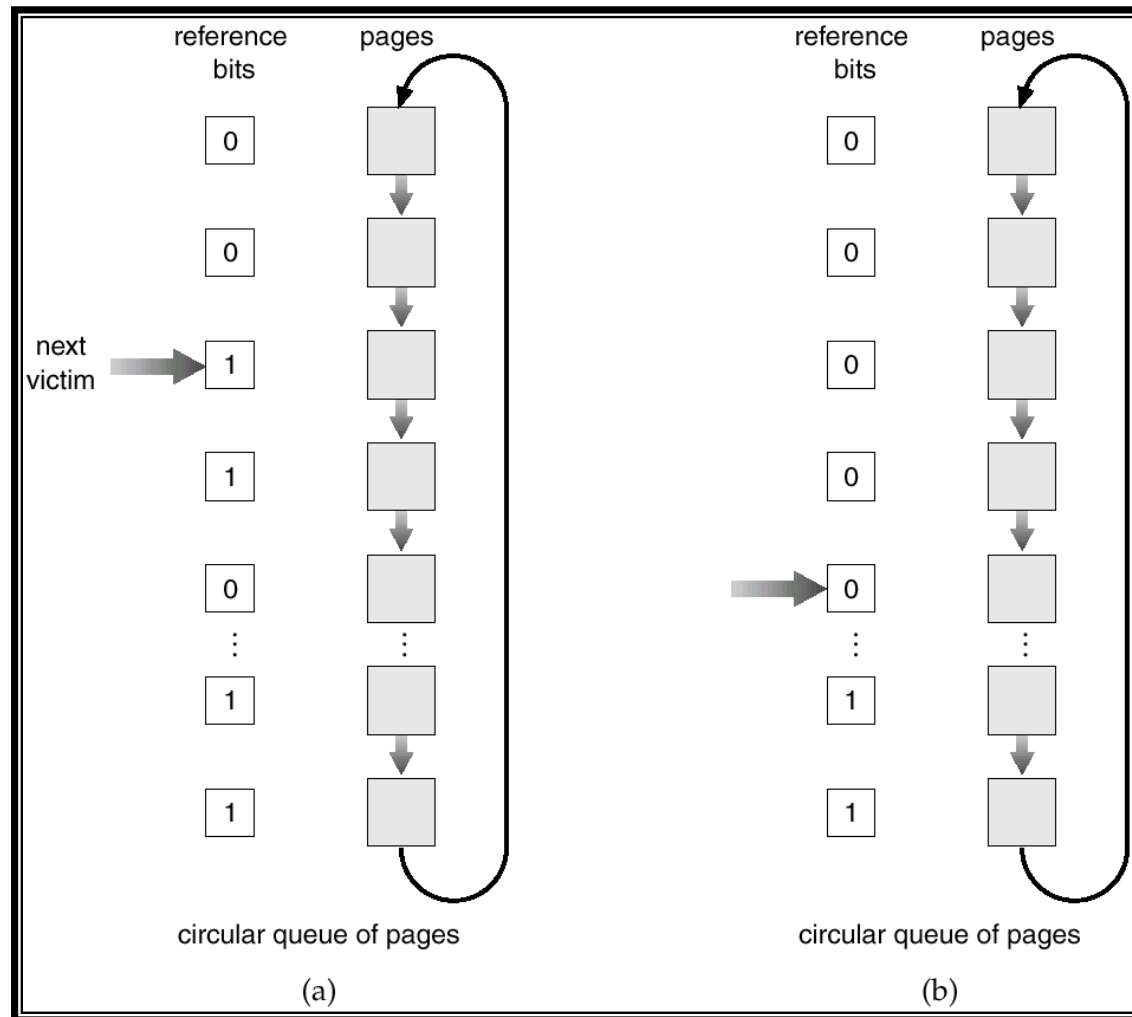 reference pages
bits
0
0
next
victim
1
1
0
⋮ ⋮
1
1
circular queue of pages
(a)
reference pages
bits
0
0
0
0
0
⋮ ⋮
1
1
circular queue of pages
(b)